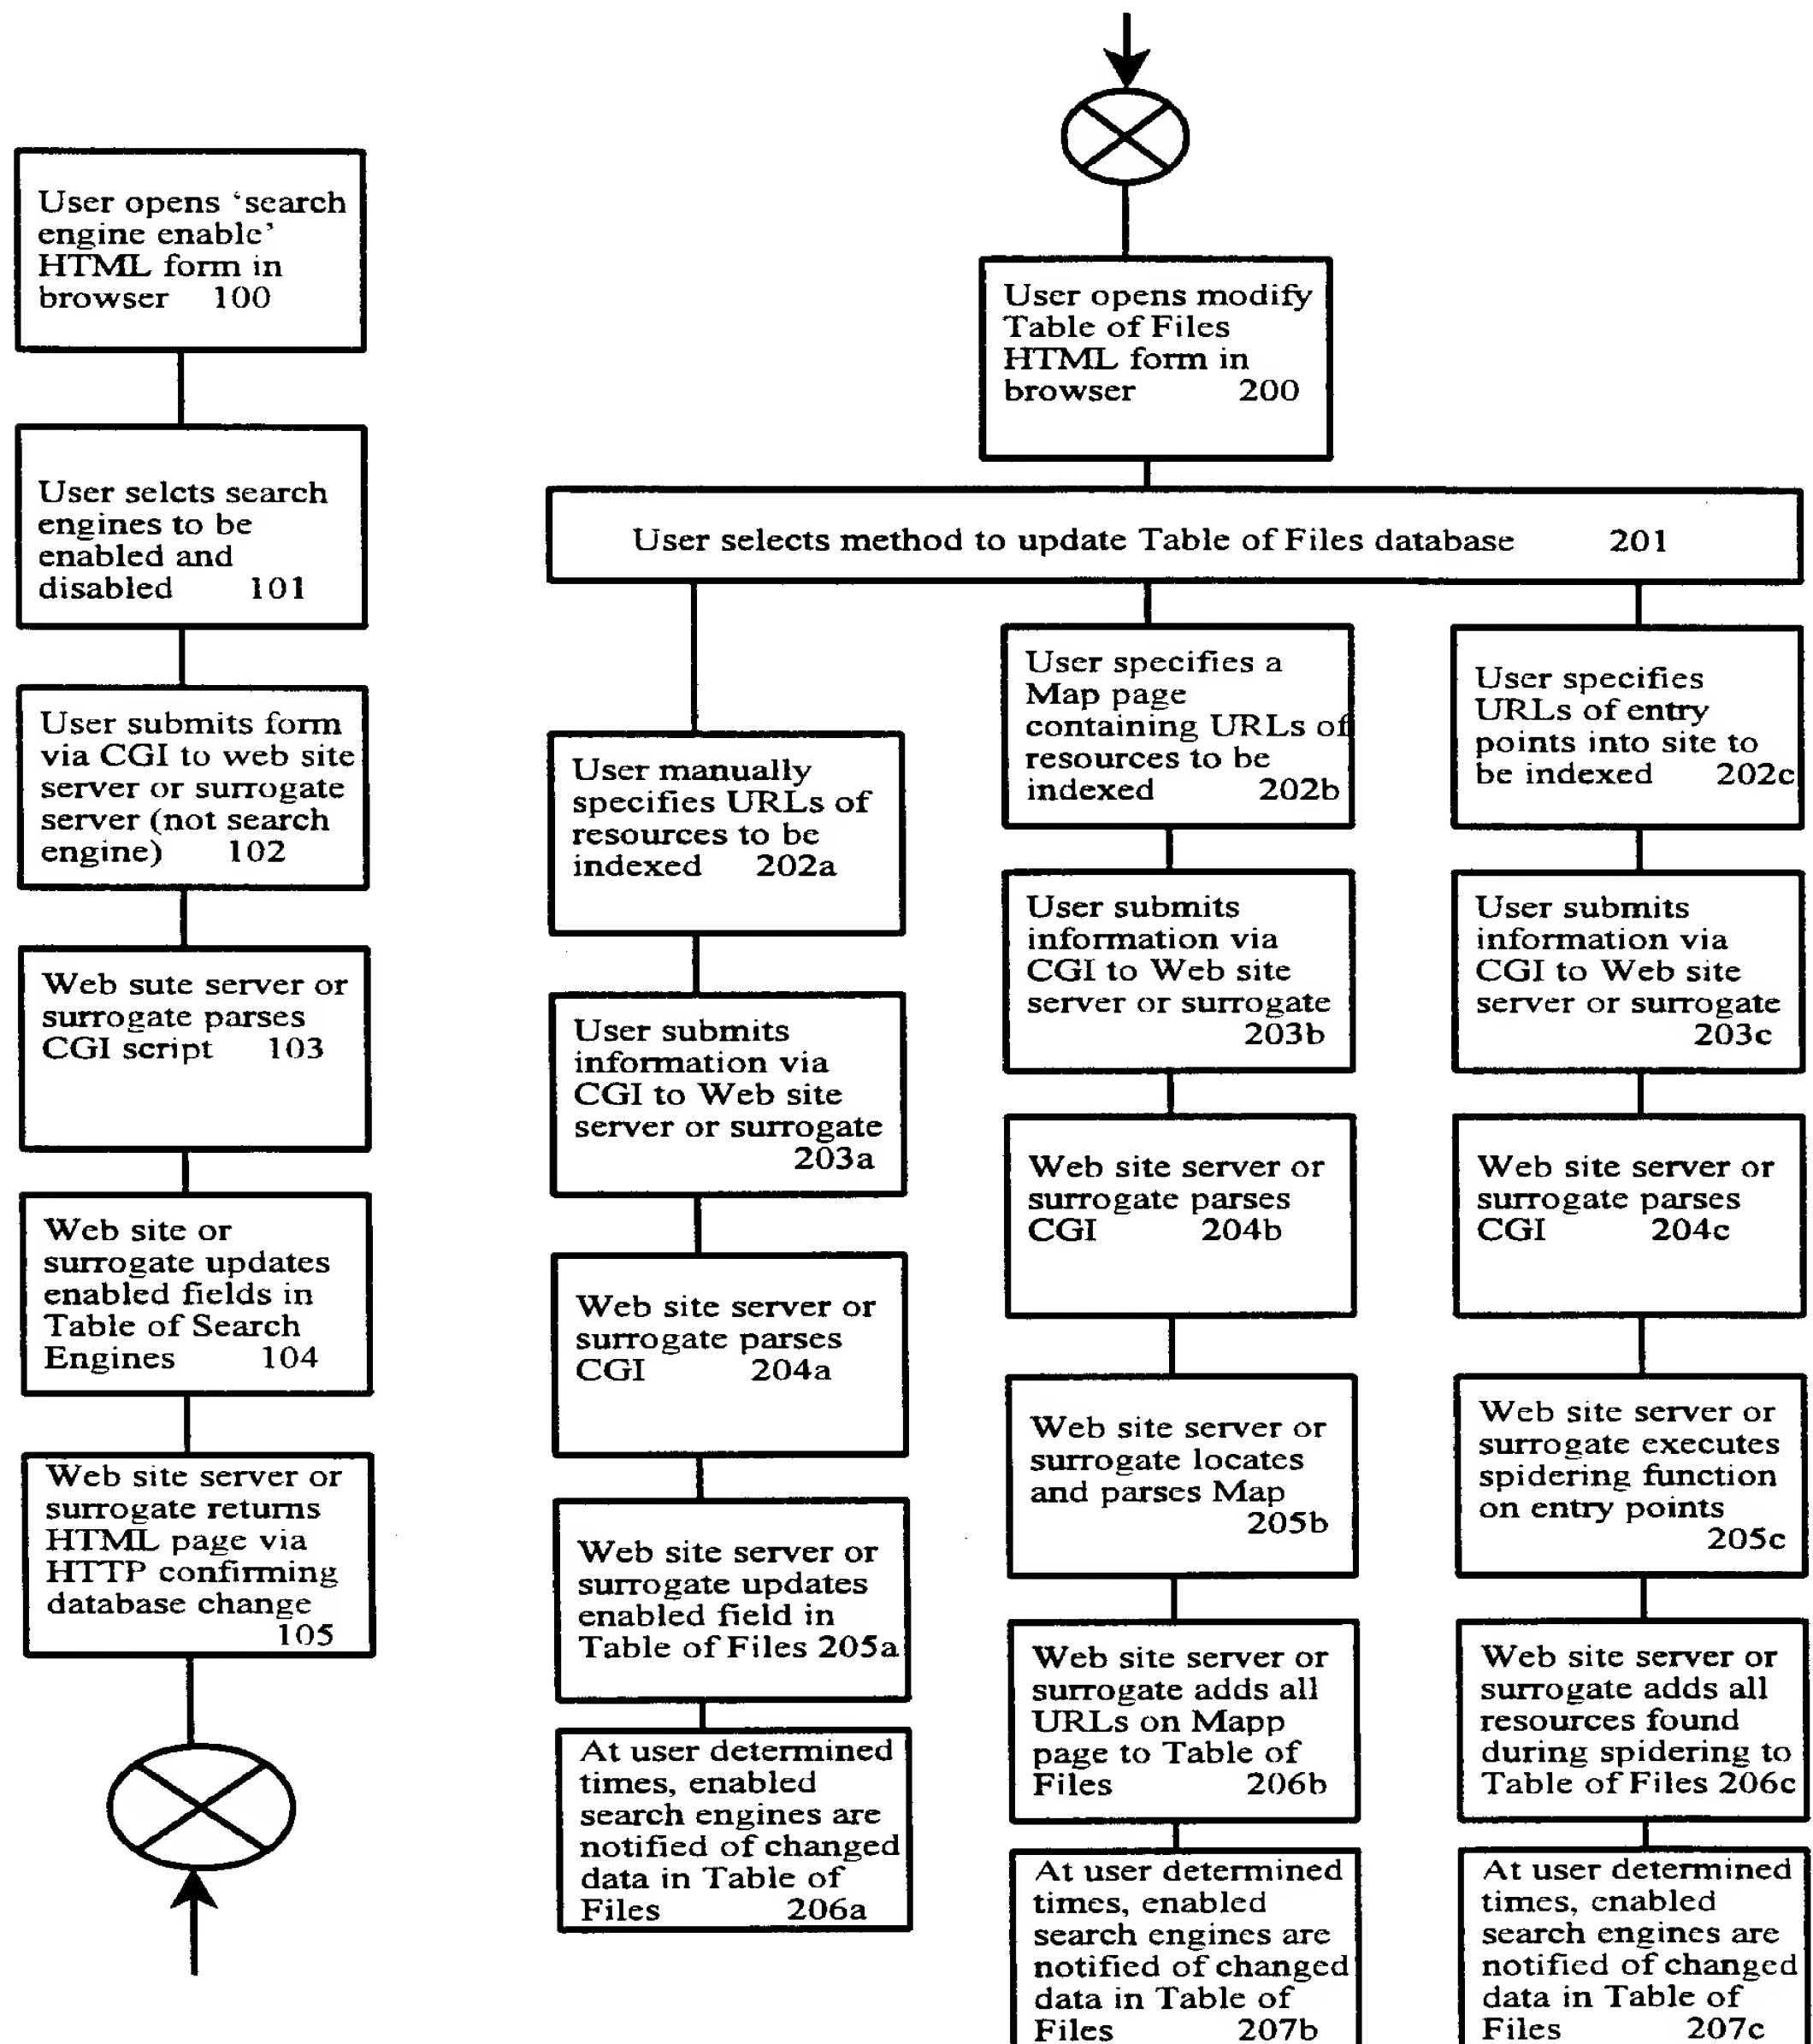 User opens ‘search
engine enable’
HTML form in
browser 100
User selcts search
engines to be
enabled and
disabled 101
User submits form
via CGI to web site
server or surrogate
server (not search
engine) 102
Web sute server or
surrogate parses
CGI script 103
Web site or
surrogate updates
enabled fields in
Table of Search
Engines 104
Web site server or
surrogate returns
HTML page via
HTTP confirming
database change
105
User opens modify
Table of Files
HTML form in
browser 200
User selects method to update Table of Files database 201
User manually
specifies URLs of
resources to be
indexed 202a
User submits
information via
CGI to Web site
server or surrogate
203a
Web site server or
surrogate parses
CGI 204a
Web site server or
surrogate updates
enabled field in
Table of Files 205a
At user determined
times, enabled
search engines are
notified of changed
data in Table of
Files 206a
User specifies a
Map page
containing URLs of
resources to be
indexed 202b
User submits
information via
CGI to Web site
server or surrogate
203b
Web site server or
surrogate parses
CGI 204b
Web site server or
surrogate locates
and parses Map
205b
Web site server or
surrogate adds all
URLs on Mapp
page to Table of
Files 206b
At user determined
times, enabled
search engines are
notified of changed
data in Table of
Files 207b
User specifies
URLs of entry
points into site to
be indexed 202c
User submits
information via
CGI to Web site
server or surrogate
203c
Web site server or
surrogate parses
CGI 204c
Web site server or
surrogate executes
spidering function
on entry points
205c
Web site server or
surrogate adds all
resources found
during spidering to
Table of Files 206c
At user determined
times, enabled
search engines are
notified of changed
data in Table of
Files 207c